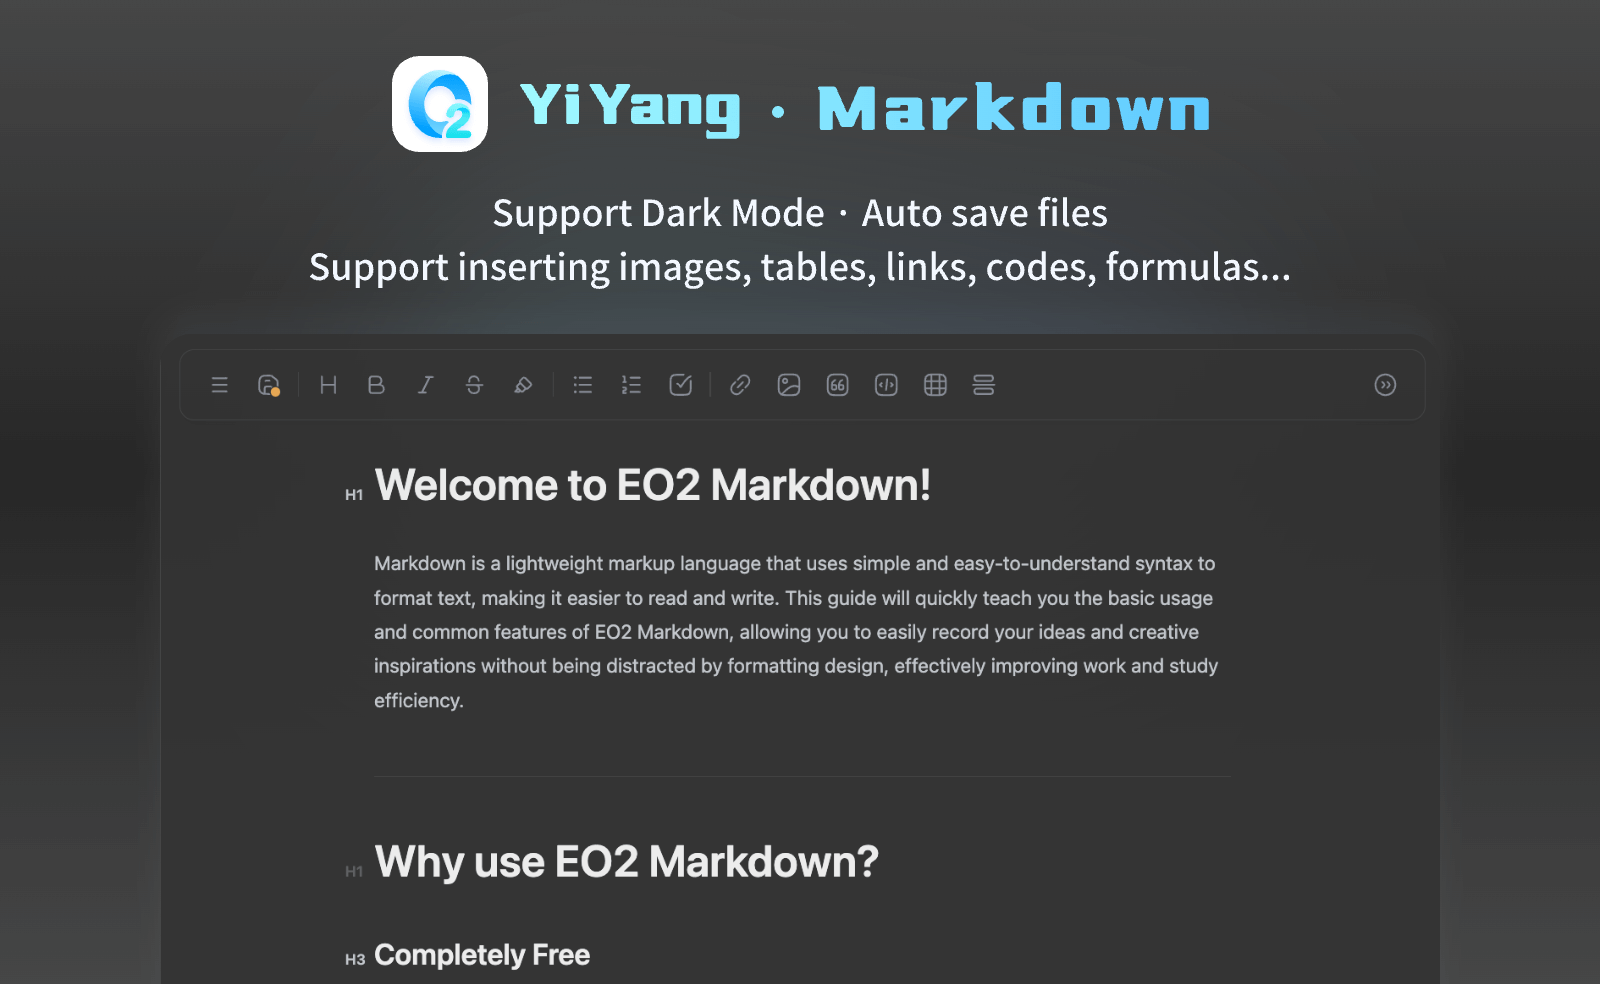 O2
YiYang · Markdown
Support Dark Mode · Auto save files
Support inserting images, tables, links, codes, formulas...
H B I S
66
H1 Welcome to EO2 Markdown!
Markdown is a lightweight markup language that uses simple and easy-to-understand syntax to
format text, making it easier to read and write. This guide will quickly teach you the basic usage
and common features of EO2 Markdown, allowing you to easily record your ideas and creative
inspirations without being distracted by formatting design, effectively improving work and study
efficiency.
H1 Why use EO2 Markdown?
H3 Completely Free